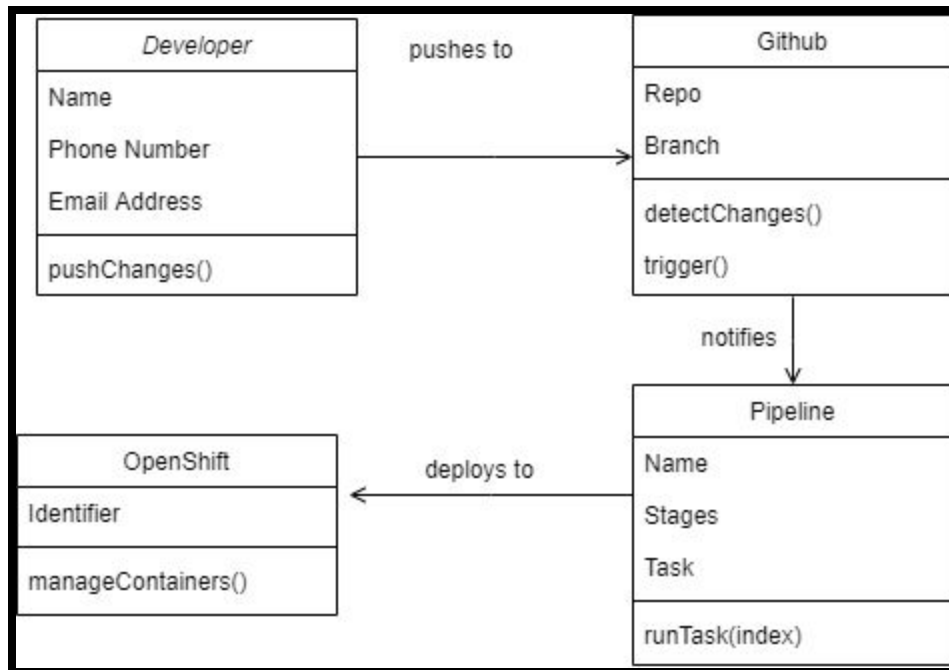 Developer
Name
Phone Number
Email Address
pushChanges()
pushes to
Github
Repo
Branch
detectChanges()
trigger()
notifies
Pipeline
Name
Stages
Task
runTask(index)
deploys to
OpenShift
Identifier
manageContainers()